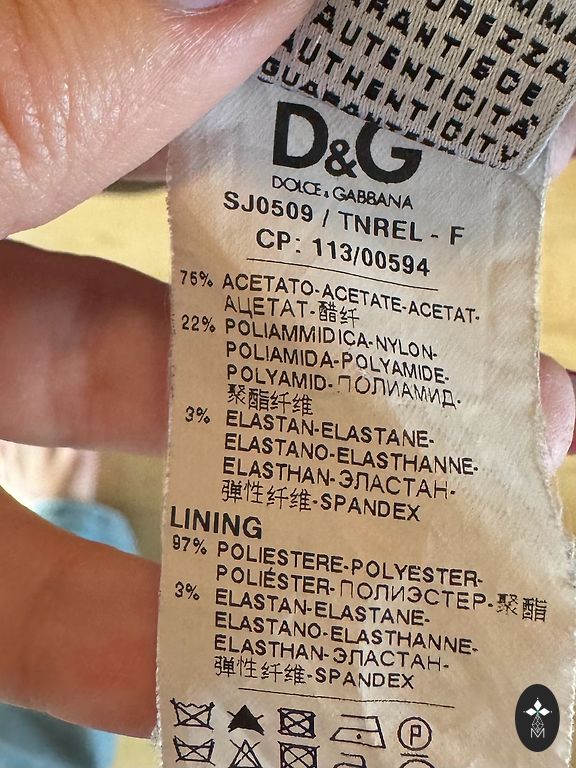 UREZZA
AUTENTICITÀ
AUTHENTICITY
D&G
DOLCE & GABBANA
SJ0509 / TNREL - F
CP: 113/00594
75% ACETATO-ACETATE-ACETAT-
АЦЕТАТ-醋纤
22% POLIAMMIDICA-NYLON-
POLIAMIDA-POLYAMIDE-
POLYAMID-ПОЛИАМИД-
聚酯纤维
3% ELASTAN-ELASTANE-
ELASTANO-ELASTHANNE-
ELASTHAN-ЭЛАСТАН-
弹性纤维-SPANDEX
LINING
97% POLIESTERE-POLYESTER-
POLIÉSTER-ПОЛИЭСТЕР-聚酯
3% ELASTAN-ELASTANE-
ELASTANO-ELASTHANNE-
ELASTHAN-ЭЛАСТАН-
弹性纤维-SPANDEX
P